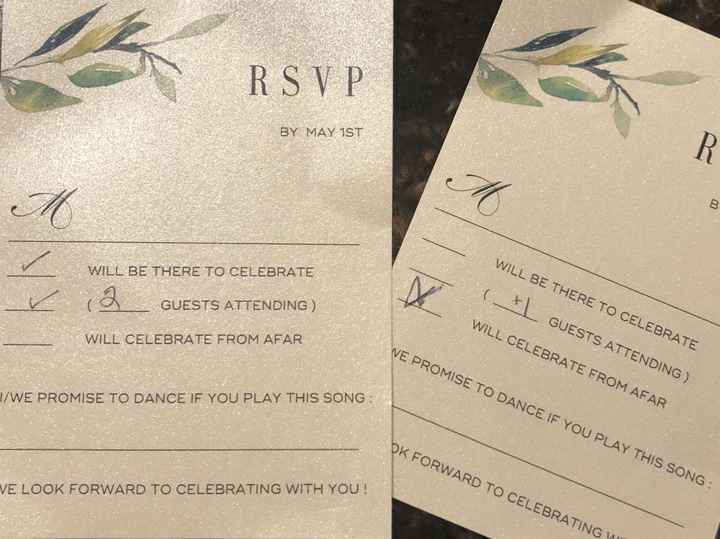 RSVP
BY MAY 1ST
M
✓ WILL BE THERE TO CELEBRATE
✓ ( 2 GUESTS ATTENDING )
WILL CELEBRATE FROM AFAR
I/WE PROMISE TO DANCE IF YOU PLAY THIS SONG :
WE LOOK FORWARD TO CELEBRATING WITH YOU !
R
B
M
WILL BE THERE TO CELEBRATE
( +1 GUESTS ATTENDING )
WILL CELEBRATE FROM AFAR
WE PROMISE TO DANCE IF YOU PLAY THIS SONG :
OK FORWARD TO CELEBRATING W